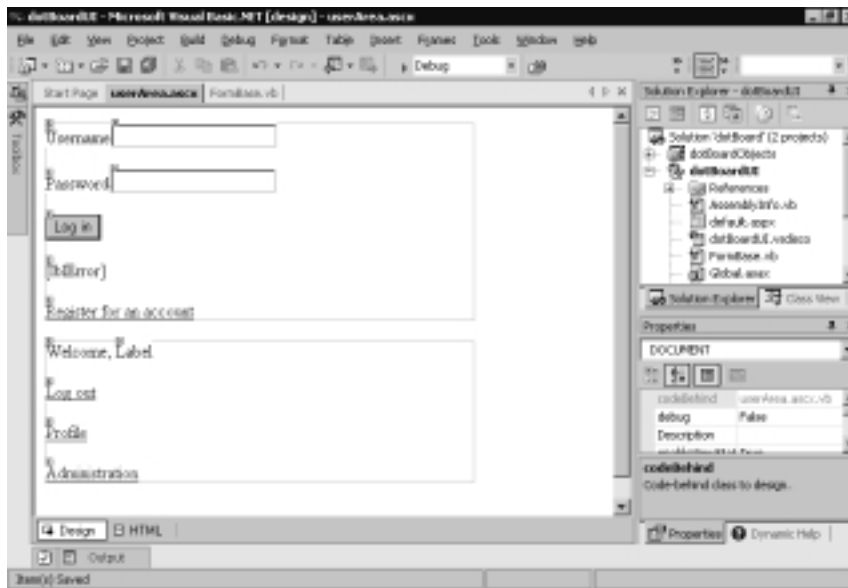 dotBoardUI - Microsoft Visual Basic.NET [design] - userArea.ascx
File Edit View Project Build Debug Format Table Insert Frames Tools Window Help
Debug
Start Page userArea.ascx FormBase.vb
Toolbox
Username
Password
Log in
[lblError]
Register for an account
Welcome, Label
Log out
Profile
Administration
Design HTML
Output
Item(s) Saved
Solution Explorer - dotBoardUI
Solution 'dotBoard' (2 projects)
dotBoardObjects
dotBoardUI
References
AssemblyInfo.vb
default.aspx
dotBoardUI.vsdisco
FormBase.vb
Global.asax
Solution Explorer Class View
Properties
DOCUMENT
codeBehind userArea.ascx.vb
debug False
Description
True
codeBehind
Code-behind class to design.
Properties Dynamic Help